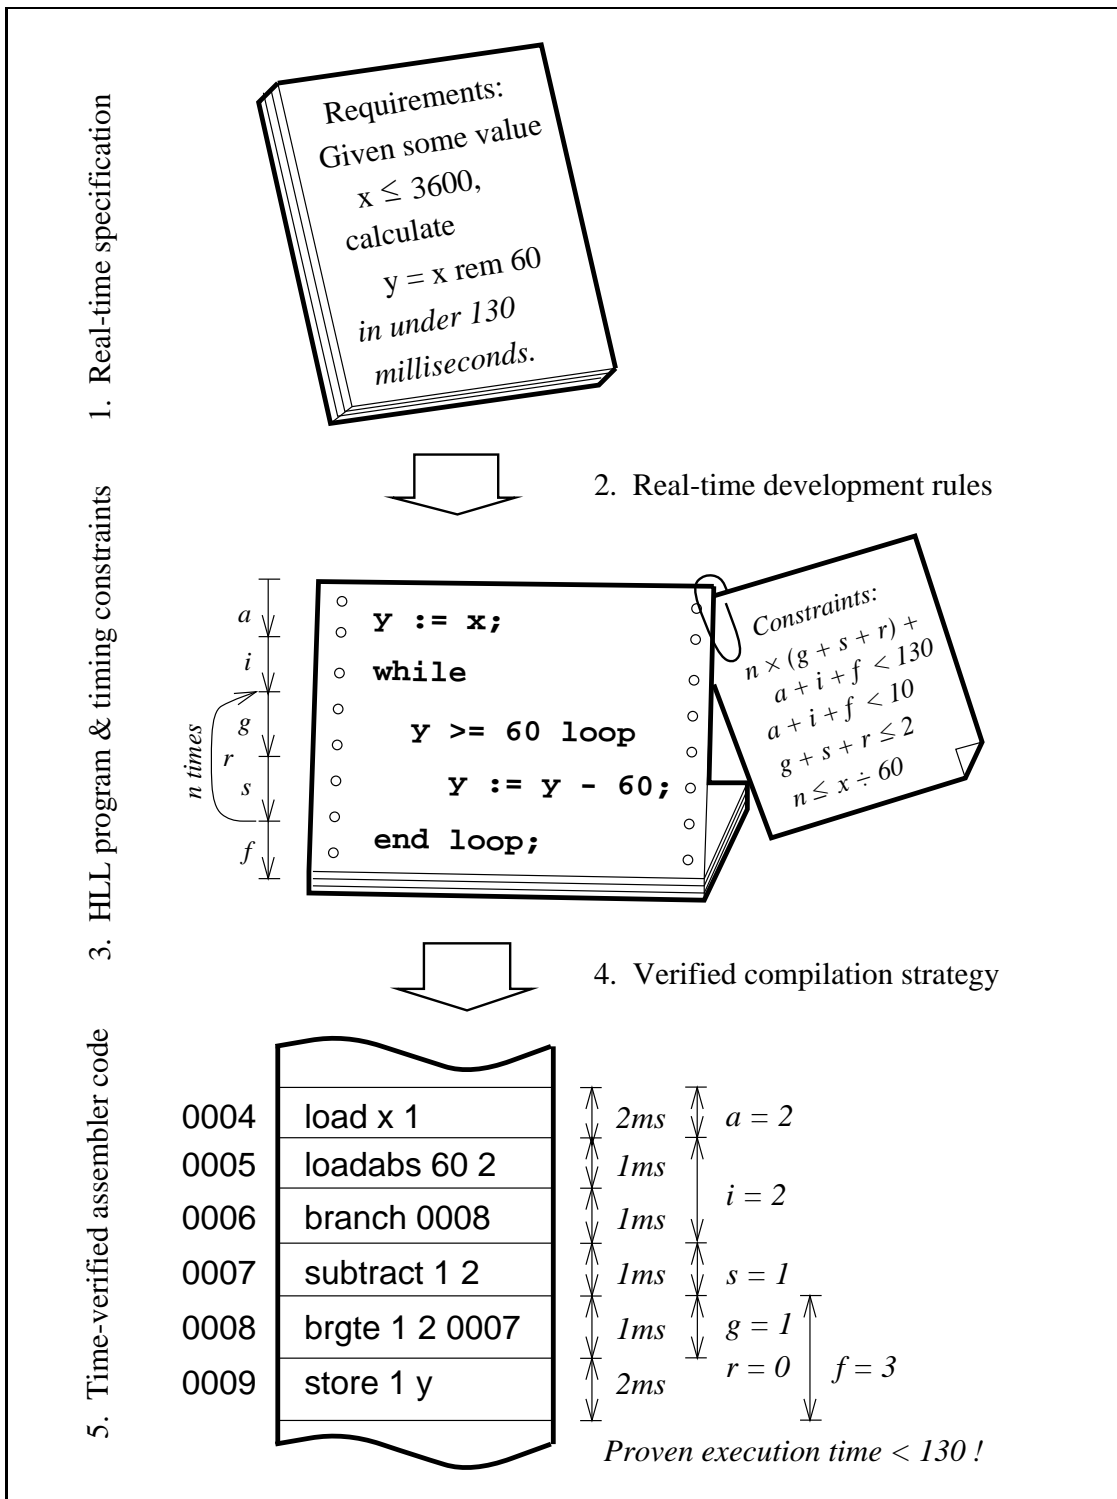 1. Real-time specification
Requirements:
Given some value
x ≤ 3600,
calculate
y = x rem 60
in under 130
milliseconds.
2. Real-time development rules
3. HLL program & timing constraints
a
i
g
r
s
f
n times
y := x;
while
y >= 60 loop
y := y - 60;
end loop;
Constraints:
n × (g + s + r) +
a + i + f < 130
a + i + f < 10
g + s + r ≤ 2
n ≤ x ÷ 60
4. Verified compilation strategy
5. Time-verified assembler code
0004 load x 1 2ms a = 2
0005 loadabs 60 2 1ms
i = 2
0006 branch 0008 1ms
0007 subtract 1 2 1ms s = 1
0008 brgte 1 2 0007 1ms g = 1
r = 0 f = 3
0009 store 1 y 2ms
Proven execution time < 130 !